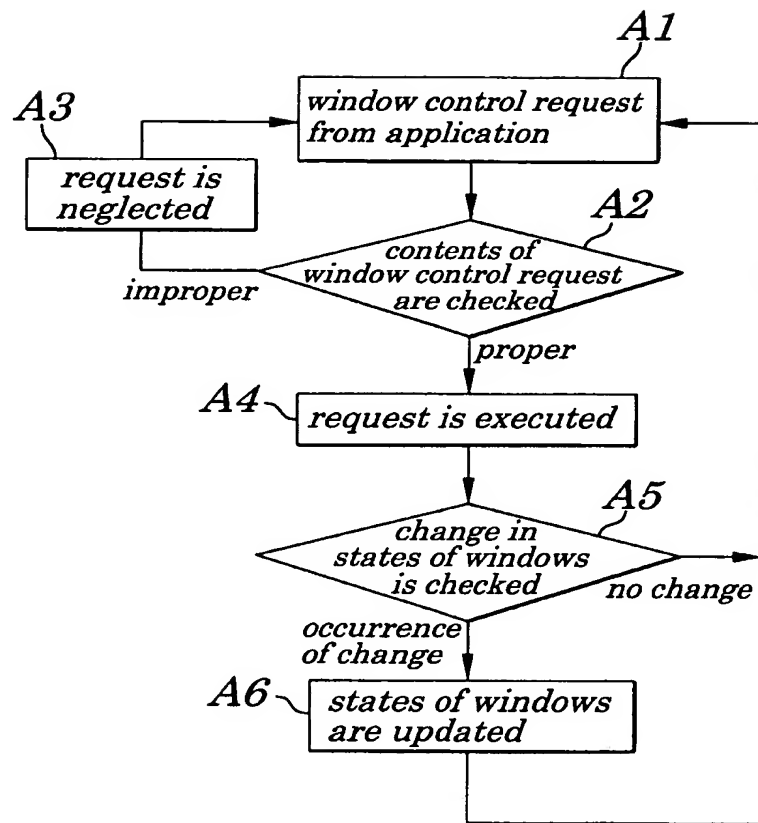 A1
window control request
from application
A3
request is
neglected
A2
contents of
window control request
are checked
improper
proper
A4
request is executed
A5
change in
states of windows
is checked
no change
occurrence
of change
A6
states of windows
are updated